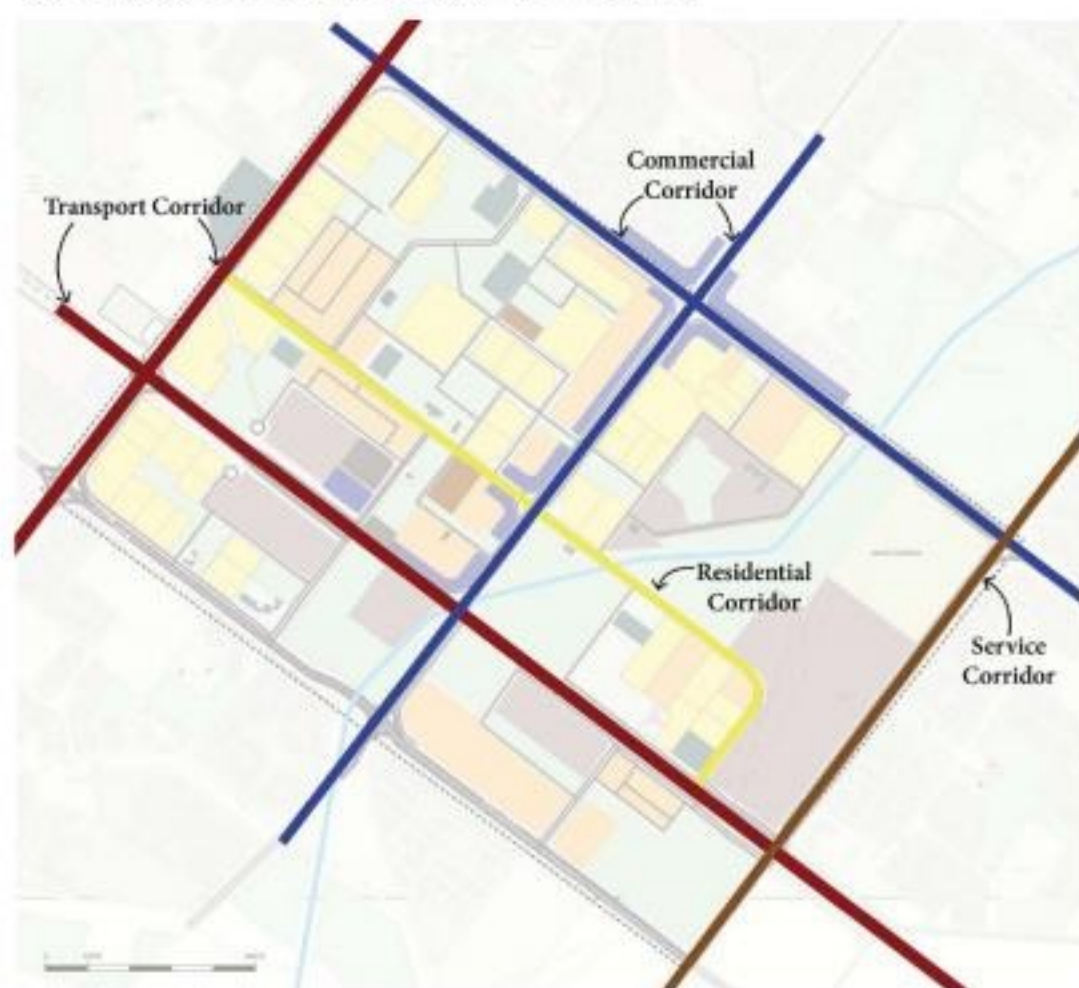 Commercial
Corridor
Transport Corridor
Residential
Corridor
Service
Corridor